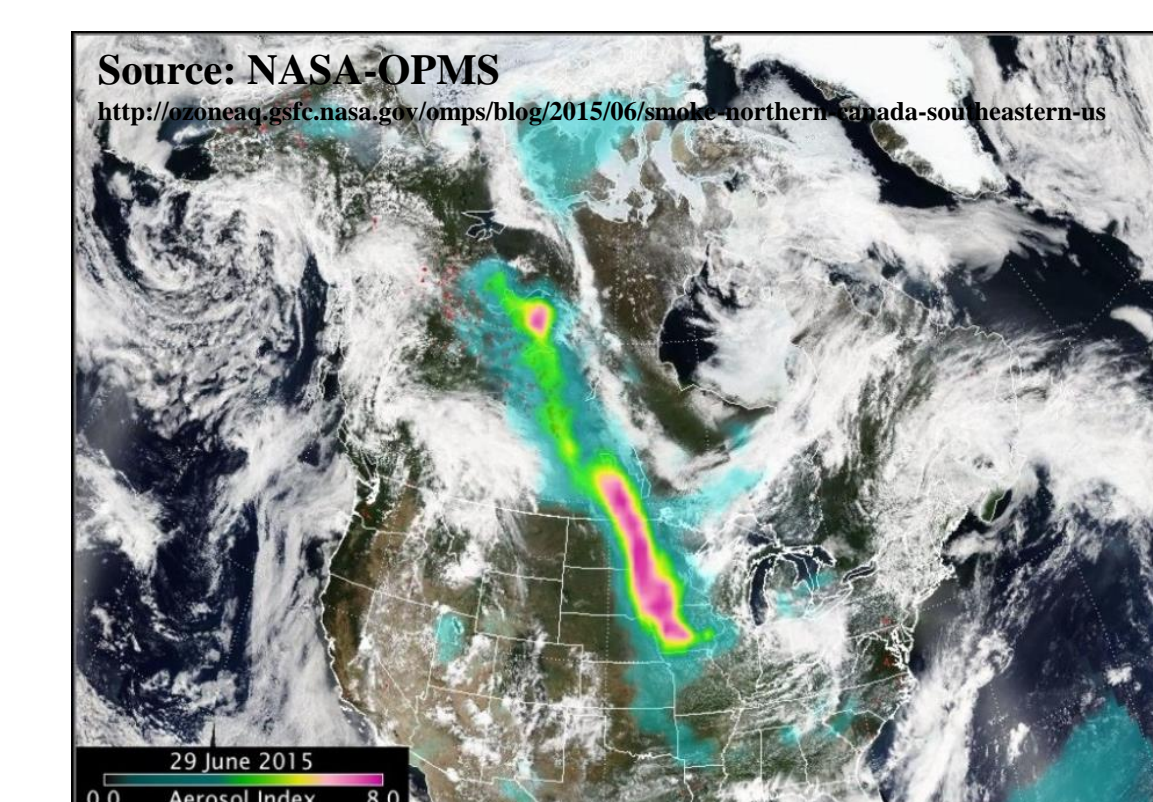 Source: NASA-OPMS
http://ozoneaq.gsfc.nasa.gov/omps/blog/2015/06/smoke-northern-canada-southeastern-us
29 June 2015
0.0 Aerosol Index 8.0